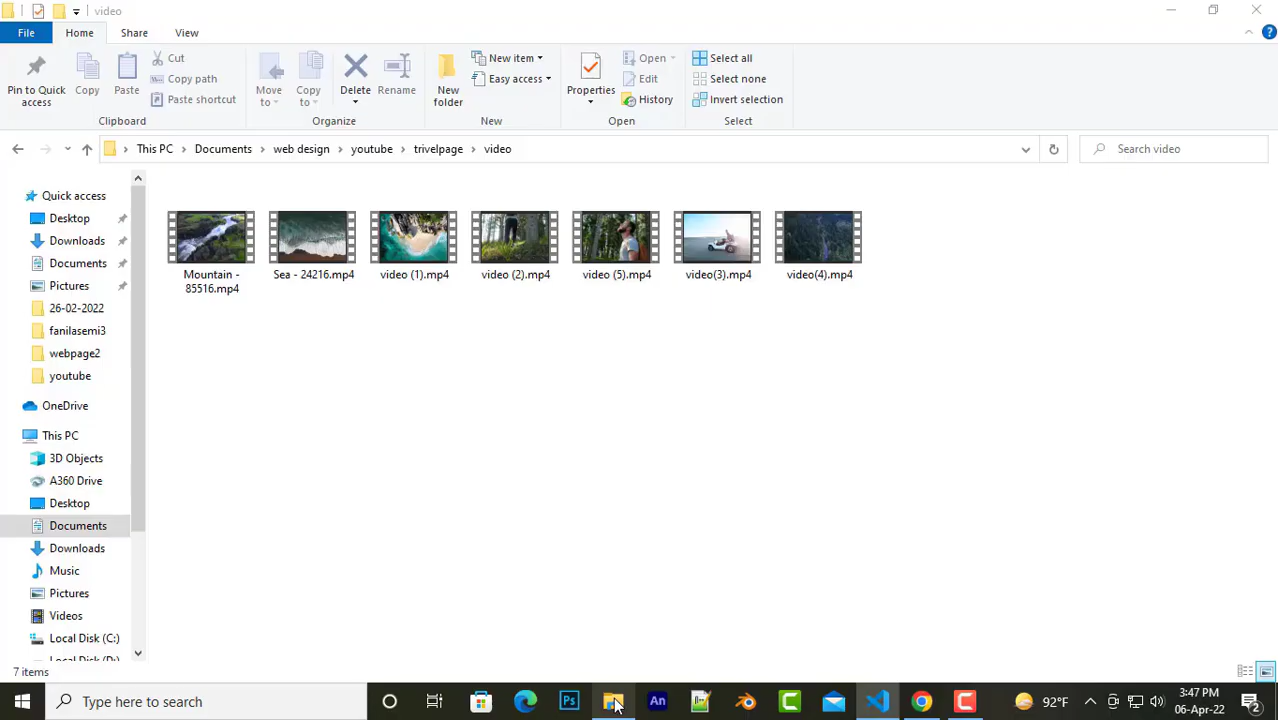 video
File
Home
Share
View
Pin to Quick access
Copy
Paste
Cut
Copy path
Paste shortcut
Clipboard
Move to
Copy to
Delete
Rename
Organize
New folder
New item
Easy access
New
Properties
Open
Edit
History
Open
Select all
Select none
Invert selection
Select
This PC > Documents > web design > youtube > trivelpage > video
Search video
Quick access
Desktop
Downloads
Documents
Pictures
26-02-2022
fanilasemi3
webpage2
youtube
OneDrive
This PC
3D Objects
A360 Drive
Desktop
Documents
Downloads
Music
Pictures
Videos
Local Disk (C:)
Local Disk (D:)
Mountain - 85516.mp4
Sea - 24216.mp4
video (1).mp4
video (2).mp4
video (5).mp4
video(3).mp4
video(4).mp4
7 items
Type here to search
Ps
An
C
C
92°F
3:47 PM
06-Apr-22
2